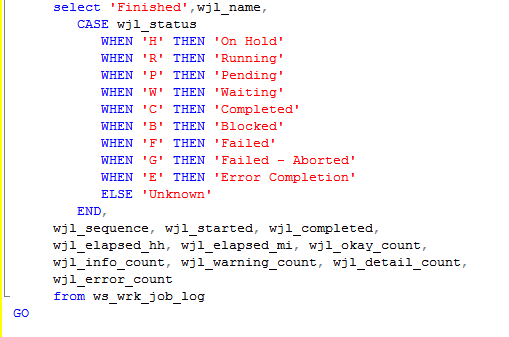 select 'Finished',wjl_name,
CASE wjl_status
WHEN 'H' THEN 'On Hold'
WHEN 'R' THEN 'Running'
WHEN 'P' THEN 'Pending'
WHEN 'W' THEN 'Waiting'
WHEN 'C' THEN 'Completed'
WHEN 'B' THEN 'Blocked'
WHEN 'F' THEN 'Failed'
WHEN 'G' THEN 'Failed - Aborted'
WHEN 'E' THEN 'Error Completion'
ELSE 'Unknown'
END,
wjl_sequence, wjl_started, wjl_completed,
wjl_elapsed_hh, wjl_elapsed_mi, wjl_okay_count,
wjl_info_count, wjl_warning_count, wjl_detail_count,
wjl_error_count
from ws_wrk_job_log
GO